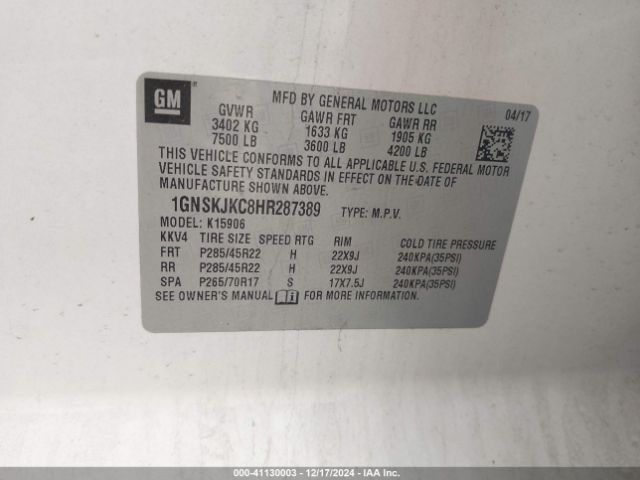 GM
MFD BY GENERAL MOTORS LLC
04/17
GVWR GAWR FRT GAWR RR
3402 KG 1633 KG 1905 KG
7500 LB 3600 LB 4200 LB
THIS VEHICLE CONFORMS TO ALL APPLICABLE U.S. FEDERAL MOTOR
VEHICLE SAFETY STANDARDS IN EFFECT ON THE DATE OF
MANUFACTURE SHOWN ABOVE.
1GNSKJKC8HR287389 TYPE: M.P.V.
MODEL: K15906
KKV4 TIRE SIZE SPEED RTG RIM COLD TIRE PRESSURE
FRT P285/45R22 H 22X9J 240KPA(35PSI)
RR P285/45R22 H 22X9J 240KPA(35PSI)
SPA P265/70R17 S 17X7.5J 240KPA(35PSI)
SEE OWNER'S MANUAL FOR MORE INFORMATION.
000-41130003 — 12/17/2024 — IAA Inc.